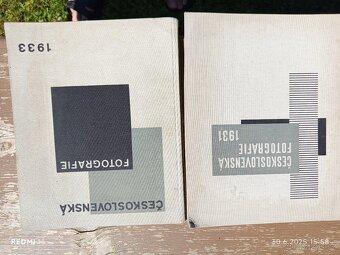 1933
FOTOGRAFIE
ČESKOSLOVENSKÁ
ČESKOSLOVENSKÁ
FOTOGRAFIE
1931
REDMI
30.6.2025 15:58